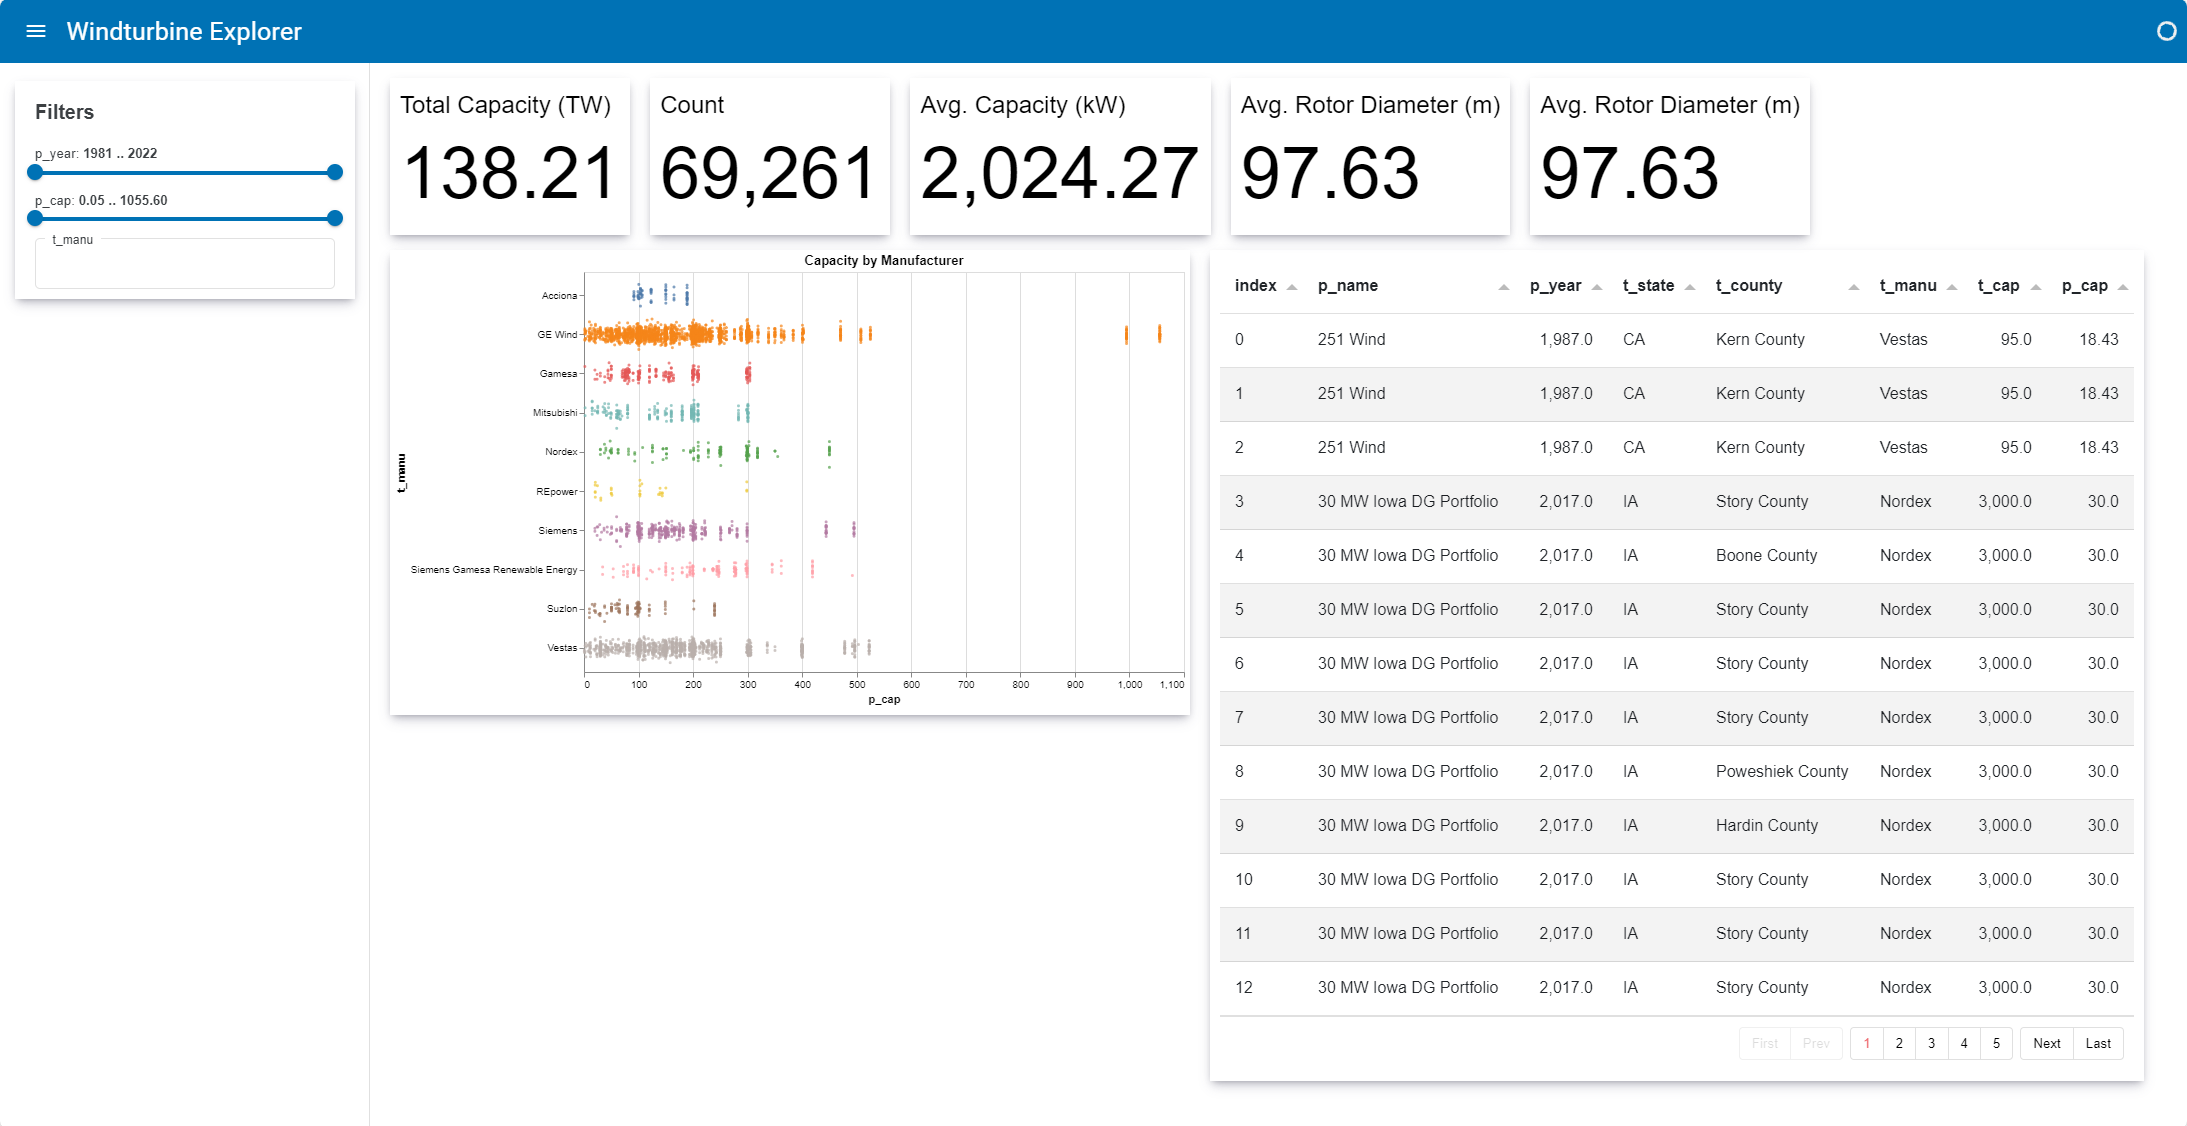 Windturbine Explorer
Filters
p_year: 1981 .. 2022
p_cap: 0.05 .. 1055.60
t_manu
Total Capacity (TW)
138.21
Count
69,261
Avg. Capacity (kW)
2,024.27
Avg. Rotor Diameter (m)
97.63
Avg. Rotor Diameter (m)
97.63
Capacity by Manufacturer
t_manu
Acciona
GE Wind
Gamesa
Mitsubishi
Nordex
REpower
Siemens
Siemens Gamesa Renewable Energy
Suzlon
Vestas
0 100 200 300 400 500 600 700 800 900 1,000 1,100
p_cap
index p_name p_year t_state t_county t_manu t_cap p_cap
0 251 Wind 1,987.0 CA Kern County Vestas 95.0 18.43
1 251 Wind 1,987.0 CA Kern County Vestas 95.0 18.43
2 251 Wind 1,987.0 CA Kern County Vestas 95.0 18.43
3 30 MW Iowa DG Portfolio 2,017.0 IA Story County Nordex 3,000.0 30.0
4 30 MW Iowa DG Portfolio 2,017.0 IA Boone County Nordex 3,000.0 30.0
5 30 MW Iowa DG Portfolio 2,017.0 IA Story County Nordex 3,000.0 30.0
6 30 MW Iowa DG Portfolio 2,017.0 IA Story County Nordex 3,000.0 30.0
7 30 MW Iowa DG Portfolio 2,017.0 IA Story County Nordex 3,000.0 30.0
8 30 MW Iowa DG Portfolio 2,017.0 IA Poweshiek County Nordex 3,000.0 30.0
9 30 MW Iowa DG Portfolio 2,017.0 IA Hardin County Nordex 3,000.0 30.0
10 30 MW Iowa DG Portfolio 2,017.0 IA Story County Nordex 3,000.0 30.0
11 30 MW Iowa DG Portfolio 2,017.0 IA Story County Nordex 3,000.0 30.0
12 30 MW Iowa DG Portfolio 2,017.0 IA Story County Nordex 3,000.0 30.0
First Prev 1 2 3 4 5 Next Last